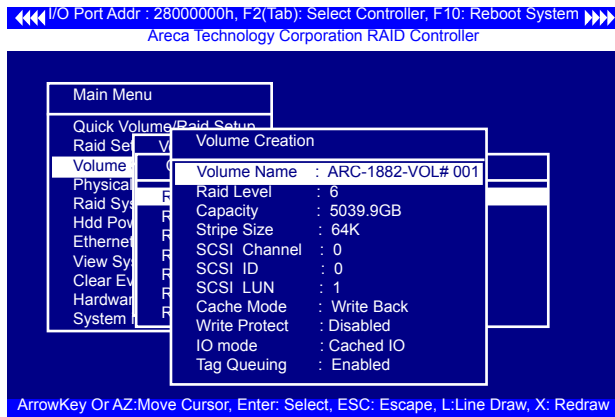 I/O Port Addr : 28000000h, F2(Tab): Select Controller, F10: Reboot System
Areca Technology Corporation RAID Controller
Main Menu
Quick Volume/Raid Setup
Raid Set
Volume
Physical
Raid Sys
Hdd Pow
Ethernet
View Sy
Clear Ev
Hardwar
System
Volume Creation
Volume Name : ARC-1882-VOL# 001
Raid Level : 6
Capacity : 5039.9GB
Stripe Size : 64K
SCSI Channel : 0
SCSI ID : 0
SCSI LUN : 1
Cache Mode : Write Back
Write Protect : Disabled
IO mode : Cached IO
Tag Queuing : Enabled
ArrowKey Or AZ:Move Cursor, Enter: Select, ESC: Escape, L:Line Draw, X: Redraw